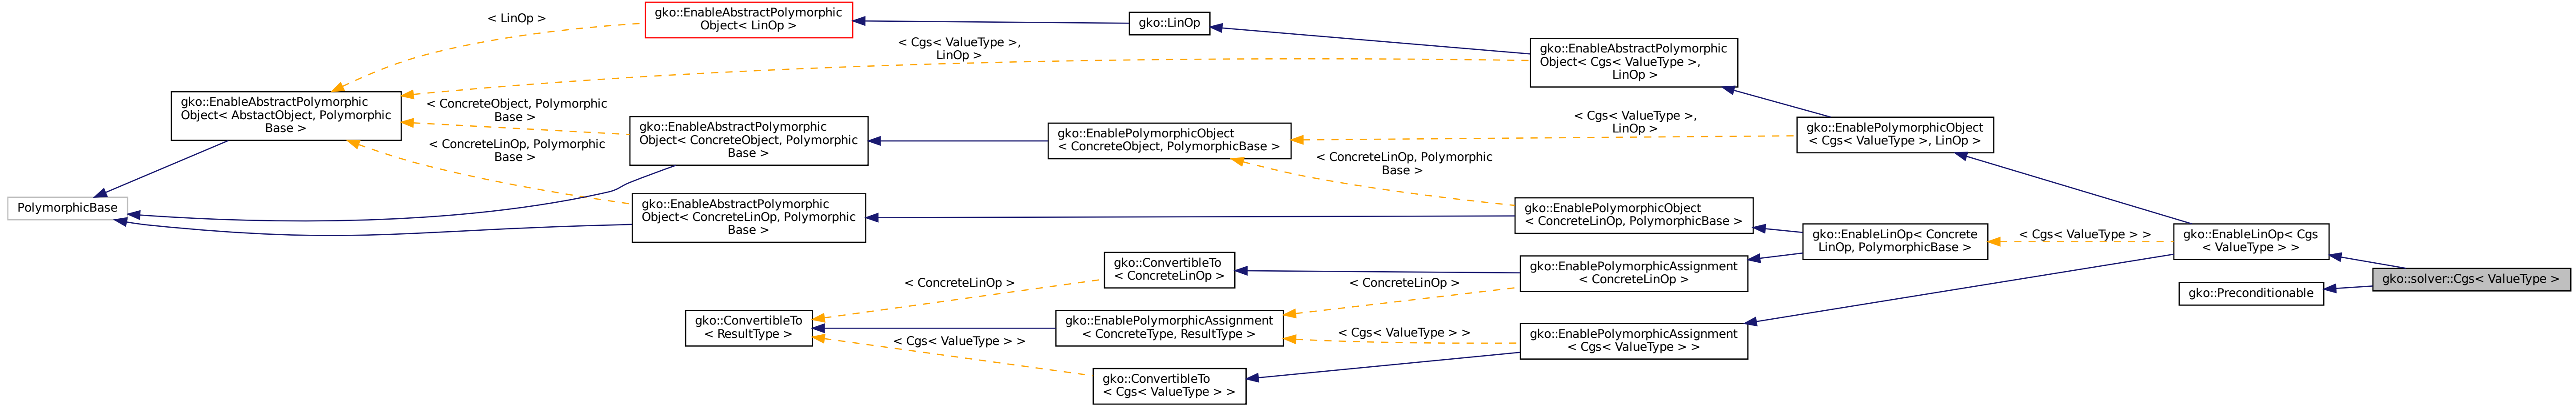 gko::EnableAbstractPolymorphic
Object< LinOp >
< LinOp >
gko::LinOp
< Cgs< ValueType >,
LinOp >
gko::EnableAbstractPolymorphic
Object< Cgs< ValueType >,
LinOp >
gko::EnableAbstractPolymorphic
Object< AbstactObject, Polymorphic
Base >
< ConcreteObject, Polymorphic
Base >
gko::EnableAbstractPolymorphic
Object< ConcreteObject, Polymorphic
Base >
< ConcreteLinOp, Polymorphic
Base >
gko::EnablePolymorphicObject
< ConcreteObject, PolymorphicBase >
< Cgs< ValueType >,
LinOp >
gko::EnablePolymorphicObject
< Cgs< ValueType >, LinOp >
< ConcreteLinOp, Polymorphic
Base >
PolymorphicBase
gko::EnableAbstractPolymorphic
Object< ConcreteLinOp, Polymorphic
Base >
gko::EnablePolymorphicObject
< ConcreteLinOp, PolymorphicBase >
gko::EnableLinOp< Concrete
LinOp, PolymorphicBase >
< Cgs< ValueType > >
gko::EnableLinOp< Cgs
< ValueType > >
gko::ConvertibleTo
< ConcreteLinOp >
gko::EnablePolymorphicAssignment
< ConcreteLinOp >
gko::solver::Cgs< ValueType >
< ConcreteLinOp >
< ConcreteLinOp >
gko::Preconditionable
gko::ConvertibleTo
< ResultType >
gko::EnablePolymorphicAssignment
< ConcreteType, ResultType >
< Cgs< ValueType > >
< Cgs< ValueType > >
gko::EnablePolymorphicAssignment
< Cgs< ValueType > >
gko::ConvertibleTo
< Cgs< ValueType > >